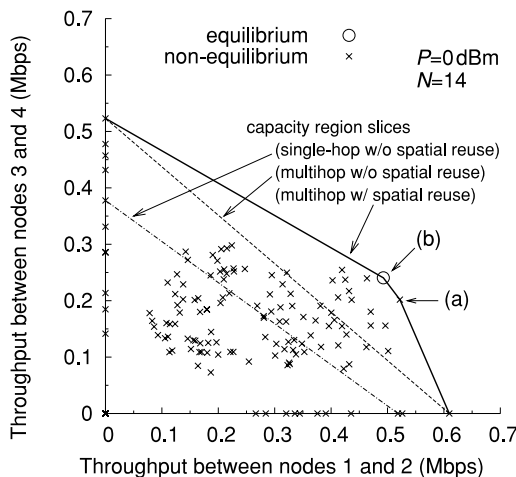 equilibrium
non-equilibrium
P=0 dBm
N=14
capacity region slices
(single-hop w/o spatial reuse)
(multihop w/o spatial reuse)
(multihop w/ spatial reuse)
(b)
(a)
Throughput between nodes 3 and 4 (Mbps)
0.7
0.6
0.5
0.4
0.3
0.2
0.1
0
0 0.1 0.2 0.3 0.4 0.5 0.6 0.7
Throughput between nodes 1 and 2 (Mbps)